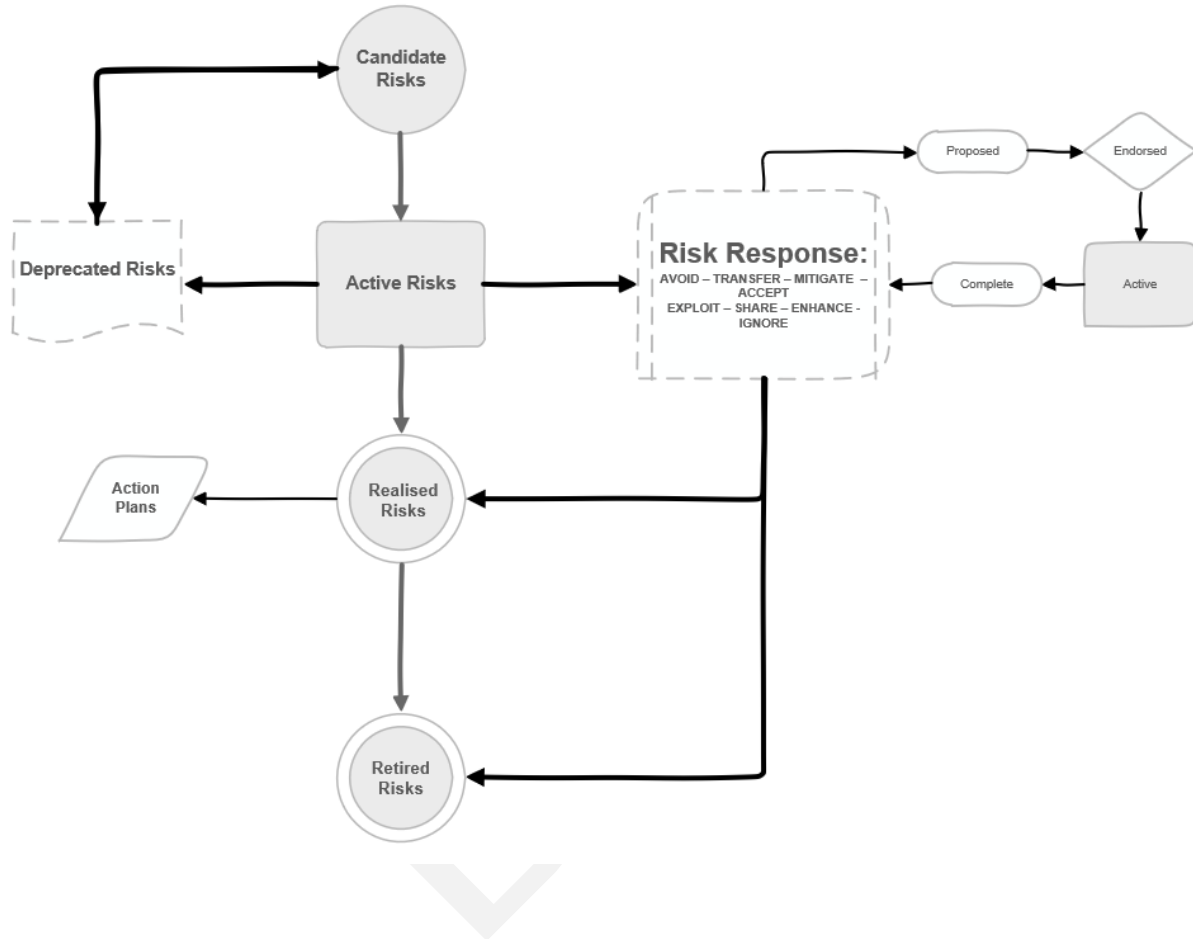 Candidate
Risks
Proposed
Endorsed
Deprecated Risks
Active Risks
Risk Response:
AVOID – TRANSFER – MITIGATE –
ACCEPT
EXPLOIT – SHARE – ENHANCE -
IGNORE
Complete
Active
Action
Plans
Realised
Risks
Retired
Risks